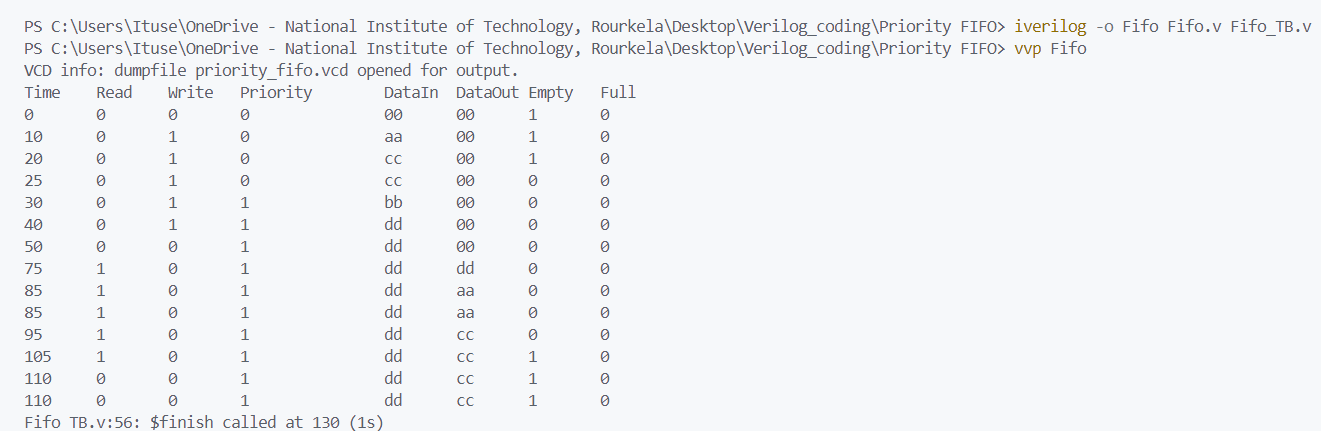 PS C:\Users\Ituse\OneDrive - National Institute of Technology, Rourkela\Desktop\Verilog_coding\Priority FIFO> iverilog -o Fifo Fifo.v Fifo_TB.v
PS C:\Users\Ituse\OneDrive - National Institute of Technology, Rourkela\Desktop\Verilog_coding\Priority FIFO> vvp Fifo
VCD info: dumpfile priority_fifo.vcd opened for output.
Time Read Write Priority DataIn DataOut Empty Full
0 0 0 0 00 00 1 0
10 0 1 0 aa 00 1 0
20 0 1 0 cc 00 1 0
25 0 1 0 cc 00 0 0
30 0 1 1 bb 00 0 0
40 0 1 1 dd 00 0 0
50 0 0 1 dd 00 0 0
75 1 0 1 dd dd 0 0
85 1 0 1 dd aa 0 0
85 1 0 1 dd aa 0 0
95 1 0 1 dd cc 0 0
105 1 0 1 dd cc 1 0
110 0 0 1 dd cc 1 0
110 0 0 1 dd cc 1 0
Fifo TB.v:56: $finish called at 130 (1s)